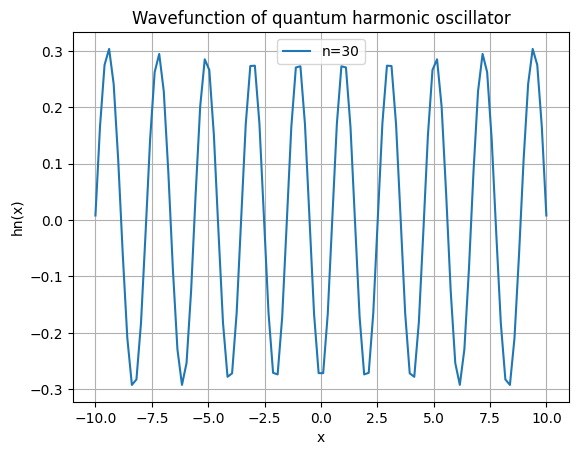 Wavefunction of quantum harmonic oscillator
n=30
hn(x)
0.3
0.2
0.1
0.0
−0.1
−0.2
−0.3
−10.0 −7.5 −5.0 −2.5 0.0 2.5 5.0 7.5 10.0
x